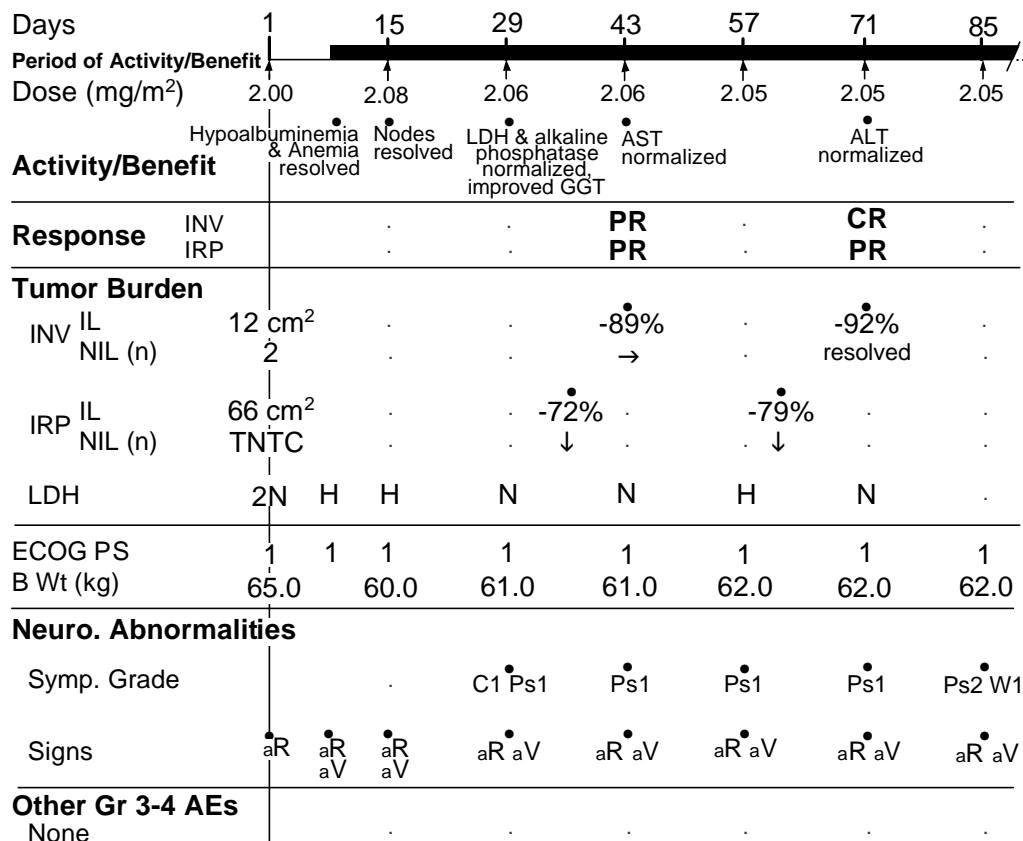 Days 1 15 29 43 57 71 85
Period of Activity/Benefit
Dose (mg/m²) 2.00 2.08 2.06 2.06 2.05 2.05 2.05
Hypoalbuminemia & Anemia resolved
Nodes resolved
LDH & alkaline phosphatase normalized, improved GGT
AST normalized
ALT normalized
Activity/Benefit
Response INV . . PR . CR .
IRP . . PR . PR .
Tumor Burden
INV IL 12 cm² . . -89% . -92% .
NIL (n) 2 . . → . resolved .
IRP IL 66 cm² . . -72% . -79% . .
NIL (n) TNTC . . ↓ . ↓ . .
LDH 2N H H N N H N .
ECOG PS 1 1 1 1 1 1 1 1
B Wt (kg) 65.0 60.0 61.0 61.0 62.0 62.0 62.0
Neuro. Abnormalities
Symp. Grade . C1 Ps1 Ps1 Ps1 Ps1 Ps2 W1
Signs aR aR aV aR aV aR aV aR aV aR aV aR aV aR aV
Other Gr 3-4 AEs
None . . . . . .